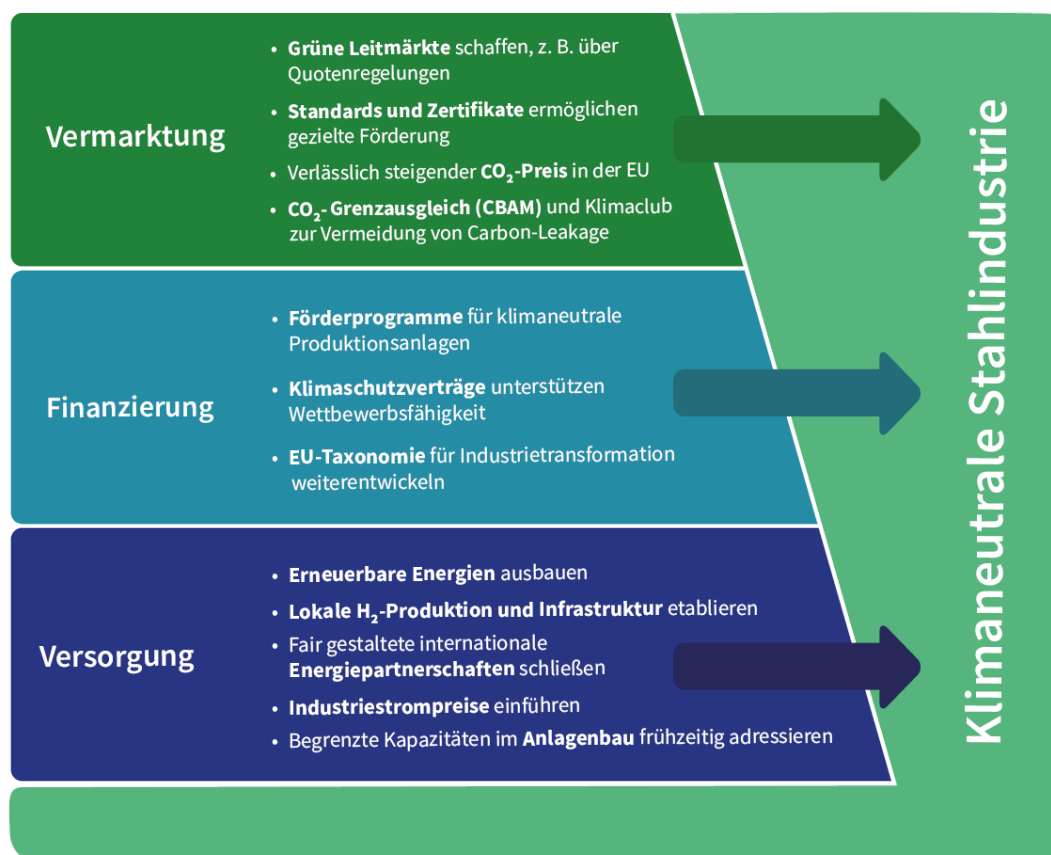 Vermarktung
• Grüne Leitmärkte schaffen, z. B. über
Quotenregelungen
• Standards und Zertifikate ermöglichen
gezielte Förderung
• Verlässlich steigender CO₂-Preis in der EU
• CO₂-Grenzausgleich (CBAM) und Klimaclub
zur Vermeidung von Carbon-Leakage
Finanzierung
• Förderprogramme für klimaneutrale
Produktionsanlagen
• Klimaschutzverträge unterstützen
Wettbewerbsfähigkeit
• EU-Taxonomie für Industrietransformation
weiterentwickeln
Versorgung
• Erneuerbare Energien ausbauen
• Lokale H₂-Produktion und Infrastruktur etablieren
• Fair gestaltete internationale
Energiepartnerschaften schließen
• Industriestrompreise einführen
• Begrenzte Kapazitäten im Anlagenbau frühzeitig adressieren
Klimaneutrale Stahlindustrie